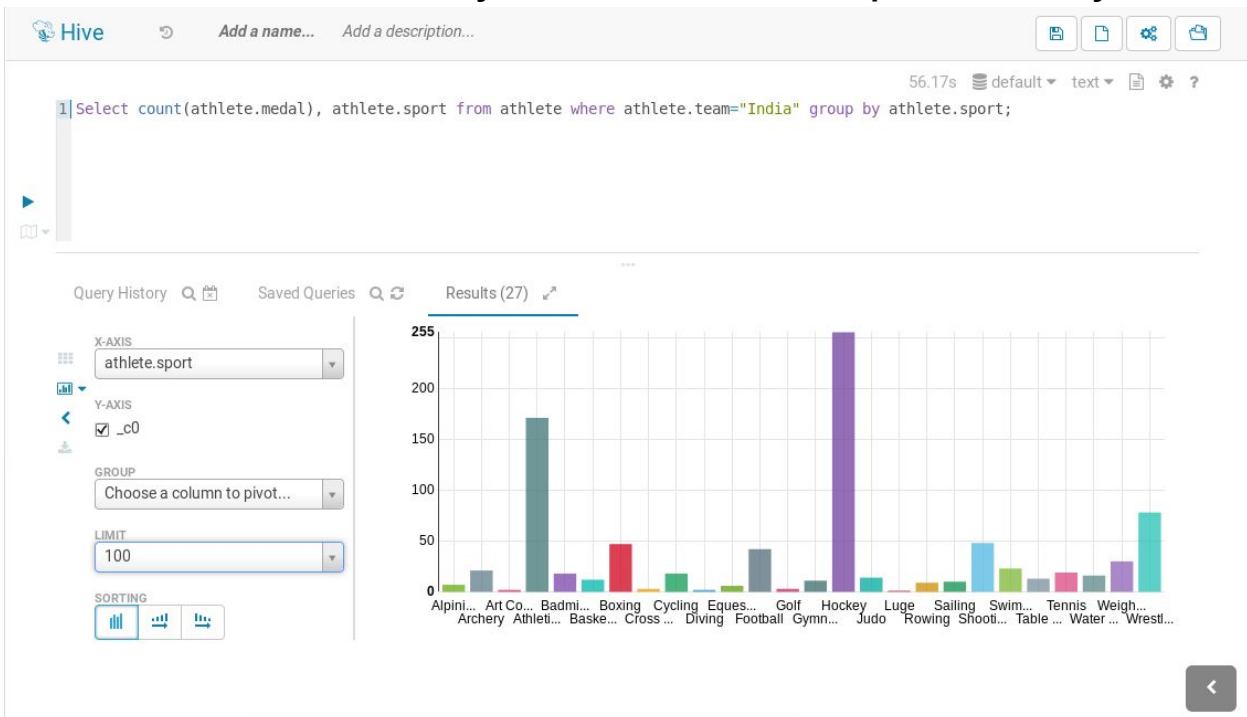 Hive Add a name... Add a description...
56.17s default text ?
1 Select count(athlete.medal), athlete.sport from athlete where athlete.team="India" group by athlete.sport;
Query History Saved Queries Results (27)
X-AXIS
athlete.sport
Y-AXIS
_c0
GROUP
Choose a column to pivot...
LIMIT
100
SORTING
255
200
150
100
50
0
Alpini... Art Co... Badmi... Boxing Cycling Eques... Golf Hockey Luge Sailing Swim... Tennis Weigh...
Archery Athleti... Baske... Cross ... Diving Football Gymn... Judo Rowing Shooti... Table ... Water ... Wrestl...